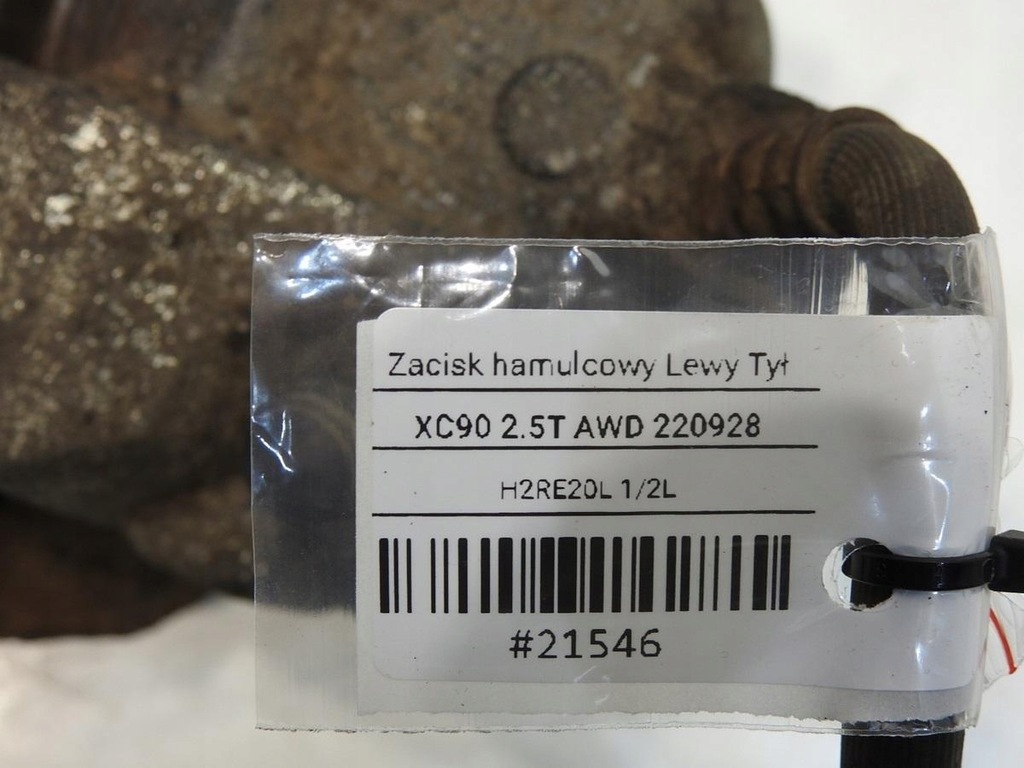 Zacisk hamulcowy Lewy Tył
XC90 2.5T AWD 220928
H2RE20L 1/2L
#21546